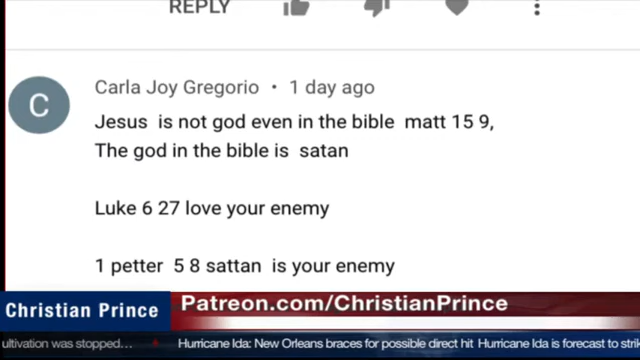 REPLY
C
Carla Joy Gregorio • 1 day ago
Jesus is not god even in the bible matt 15 9,
The god in the bible is satan
Luke 6 27 love your enemy
1 petter 5 8 sattan is your enemy
Christian Prince
Patreon.com/ChristianPrince
ultivation was stopped... Hurricane Ida: New Orleans braces for possible direct hit Hurricane Ida is forecast to strik